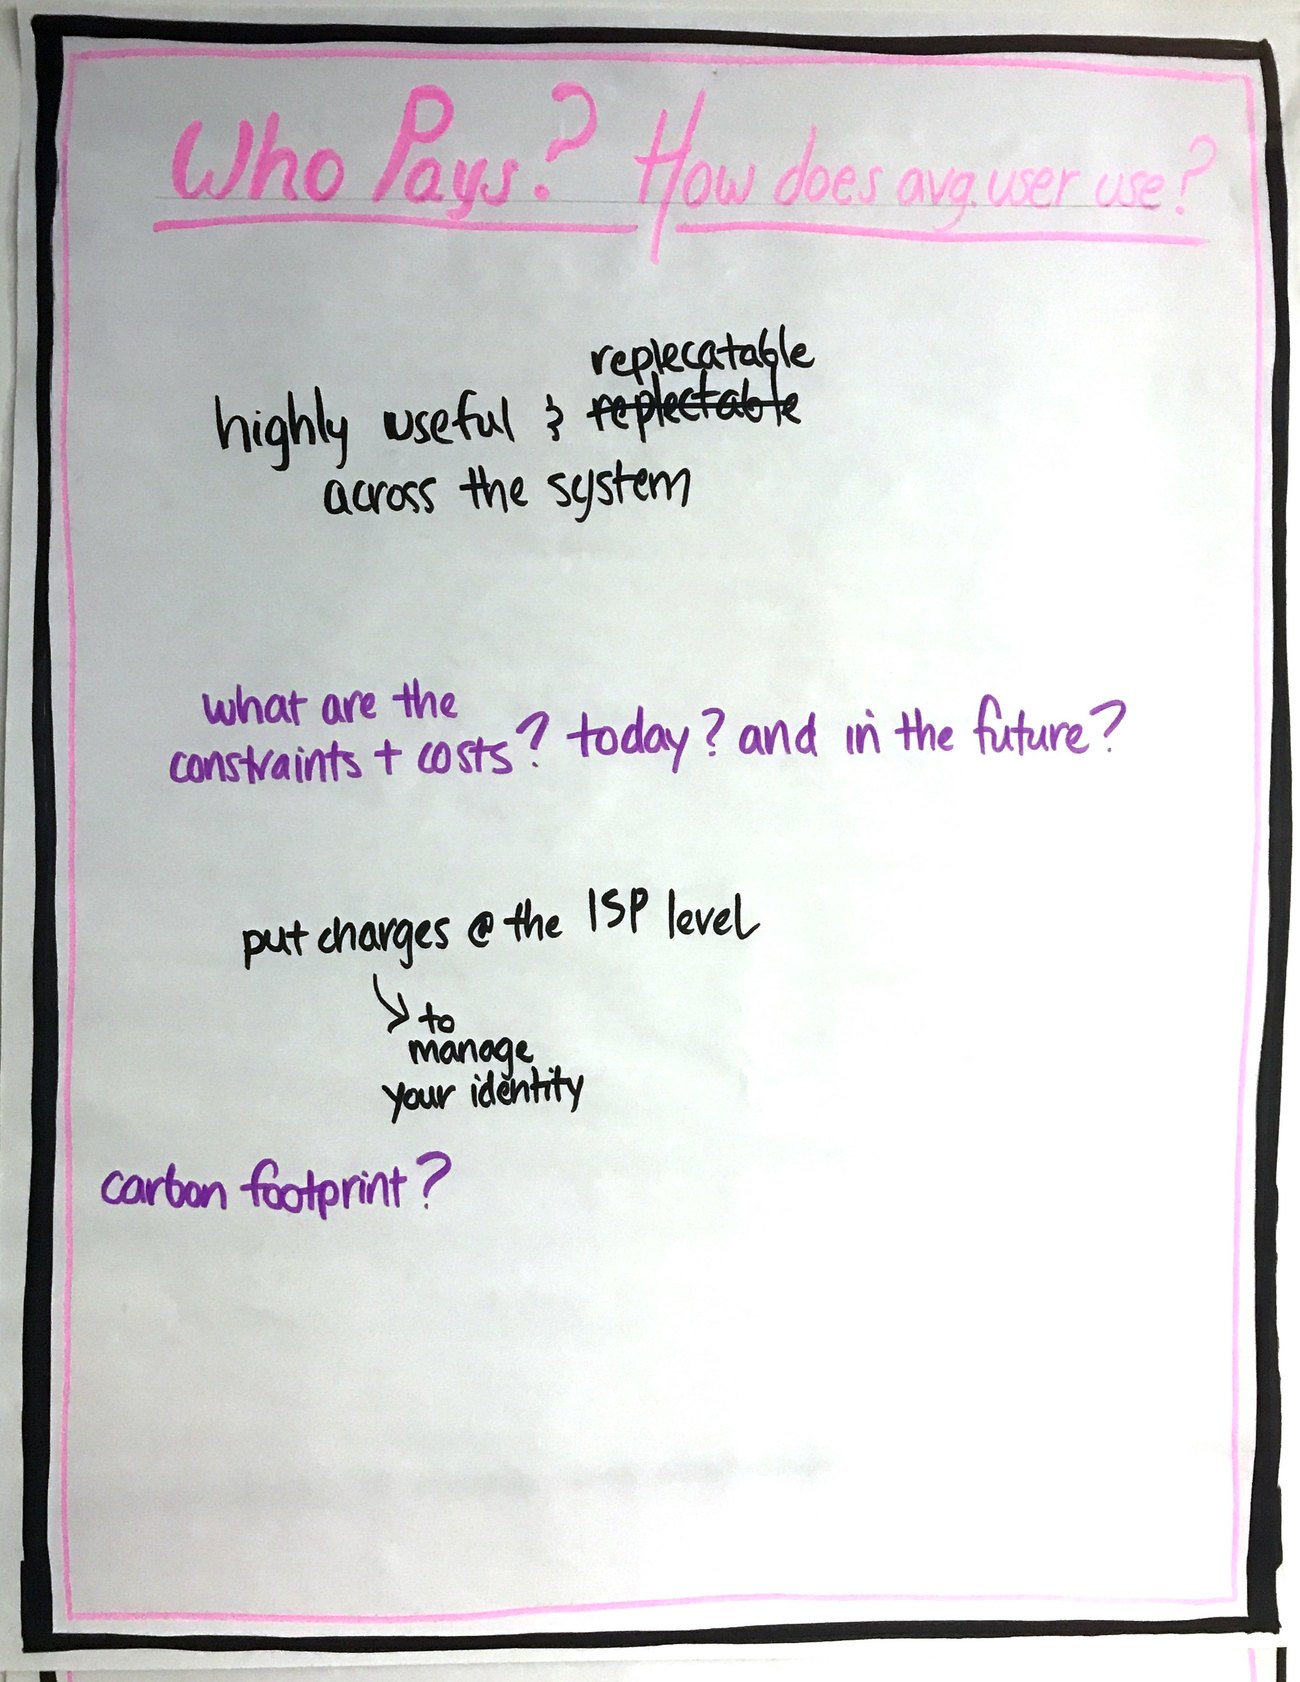 Who Pays? How does avg. user use?
replecatable
highly useful & replectable
across the system
what are the
constraints + costs? today? and in the future?
put charges @ the ISP level
to
manage
your identity
carbon footprint?